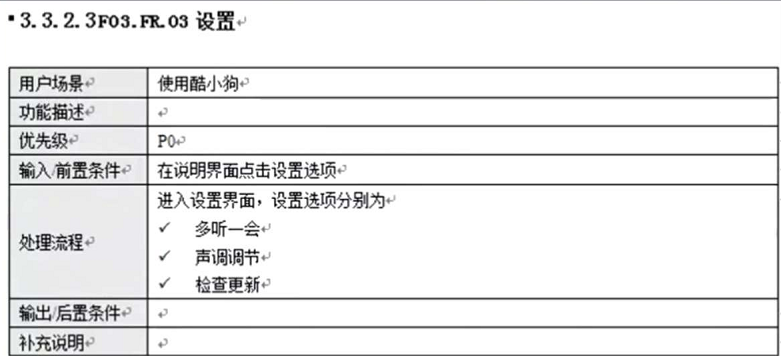 3.3.2.3F03.FR.03 设置
用户场景 使用酷小狗
功能描述
优先级 P0
输入/前置条件 在说明界面点击设置选项
处理流程 进入设置界面，设置选项分别为
✓ 多听一会
✓ 声调调节
✓ 检查更新
输出/后置条件
补充说明